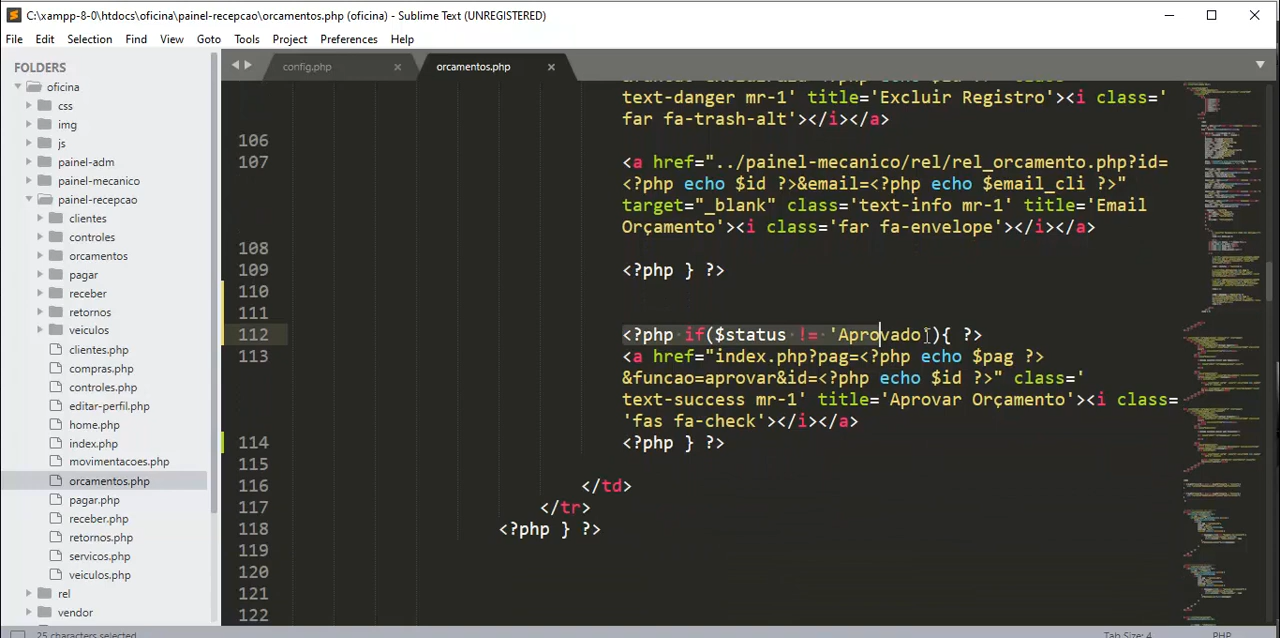 C:\xampp-8-0\htdocs\oficina\painel-recepcao\orcamentos.php (oficina) - Sublime Text (UNREGISTERED)
File Edit Selection Find View Goto Tools Project Preferences Help
FOLDERS
oficina
css
img
js
painel-adm
painel-mecanico
painel-recepcao
clientes
controles
orcamentos
pagar
receber
retornos
veiculos
clientes.php
compras.php
controles.php
editar-perfil.php
home.php
index.php
movimentacoes.php
orcamentos.php
pagar.php
receber.php
retornos.php
servicos.php
veiculos.php
rel
vendor
config.php
orcamentos.php
text-danger mr-1' title='Excluir Registro'><i class='
far fa-trash-alt'></i></a>
106
107 <a href="../painel-mecanico/rel/rel_orcamento.php?id=
<?php echo $id ?>&email=<?php echo $email_cli ?>"
target="_blank" class='text-info mr-1' title='Email
Orçamento'><i class='far fa-envelope'></i></a>
108
109 <?php } ?>
110
111
112 <?php if($status != 'Aprovado'){ ?>
113 <a href="index.php?pag=<?php echo $pag ?>
&funcao=aprovar&id=<?php echo $id ?>" class='
text-success mr-1' title='Aprovar Orçamento'><i class=
'fas fa-check'></i></a>
114 <?php } ?>
115
116 </td>
117 </tr>
118 <?php } ?>
119
120
121
122
25 characters selected
Tab Size: 4
PHP